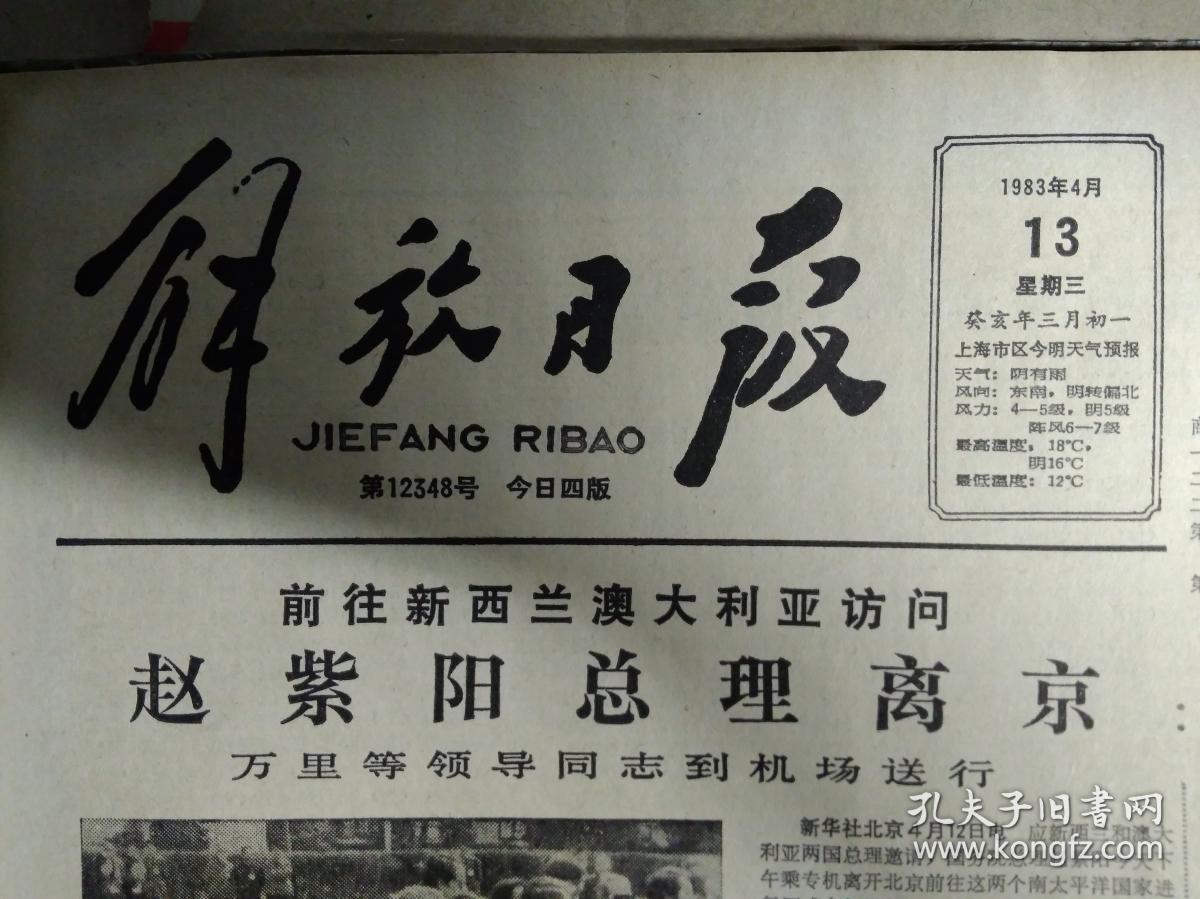 解放日报
JIEFANG RIBAO
第12348号 今日四版
1983年4月
13
星期三
癸亥年三月初一
上海市区今明天气预报
天气：阴有雨
风向：东南，明转偏北
风力：4—5级，明5级
阵风6—7级
最高温度：18℃，
明16℃
最低温度：12℃
前往新西兰澳大利亚访问
赵紫阳总理离京
万里等领导同志到机场送行
新华社北京4月12日电 应新西兰和澳大
利亚两国总理邀请
午乘专机离开北京前往这两个南太平洋国家进
孔夫子旧书网
www.kongfz.com